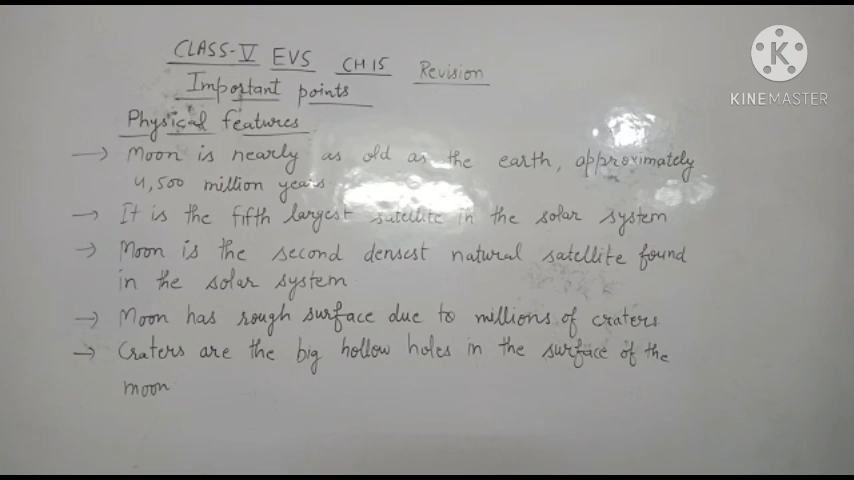 CLASS-V EVS CH 15 Revision
Important points
Physical features
→ Moon is nearly as old as the earth, approximately
4,500 million years
→ It is the fifth largest satellite in the solar system
→ Moon is the second densest natural satellite found
in the solar system
→ Moon has rough surface due to millions of craters
→ Craters are the big hollow holes in the surface of the
moon
K
KINEMASTER